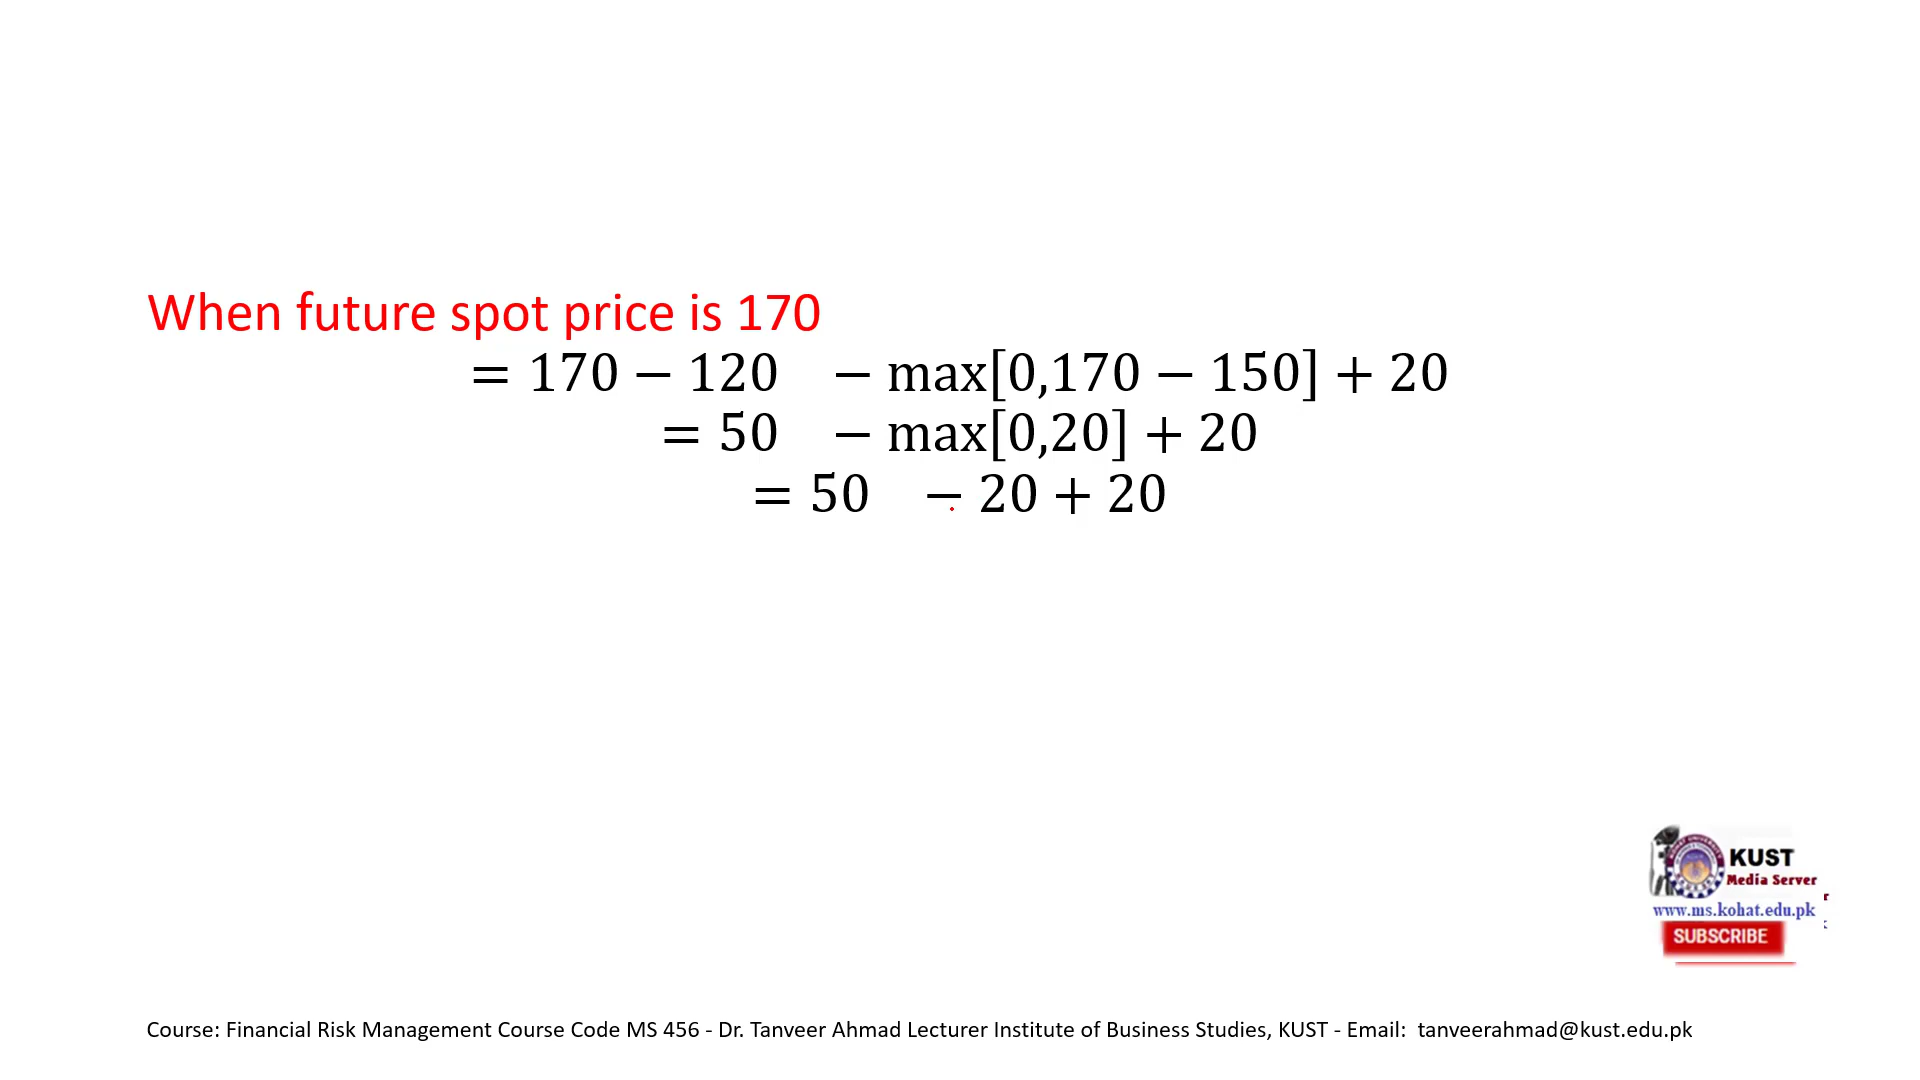 When future spot price is 170
= 170 − 120 − max[0,170 − 150] + 20
= 50 − max[0,20] + 20
= 50 − 20 + 20
KUST
Media Server
www.ms.kohat.edu.pk
SUBSCRIBE
Course: Financial Risk Management Course Code MS 456 - Dr. Tanveer Ahmad Lecturer Institute of Business Studies, KUST - Email: tanveerahmad@kust.edu.pk